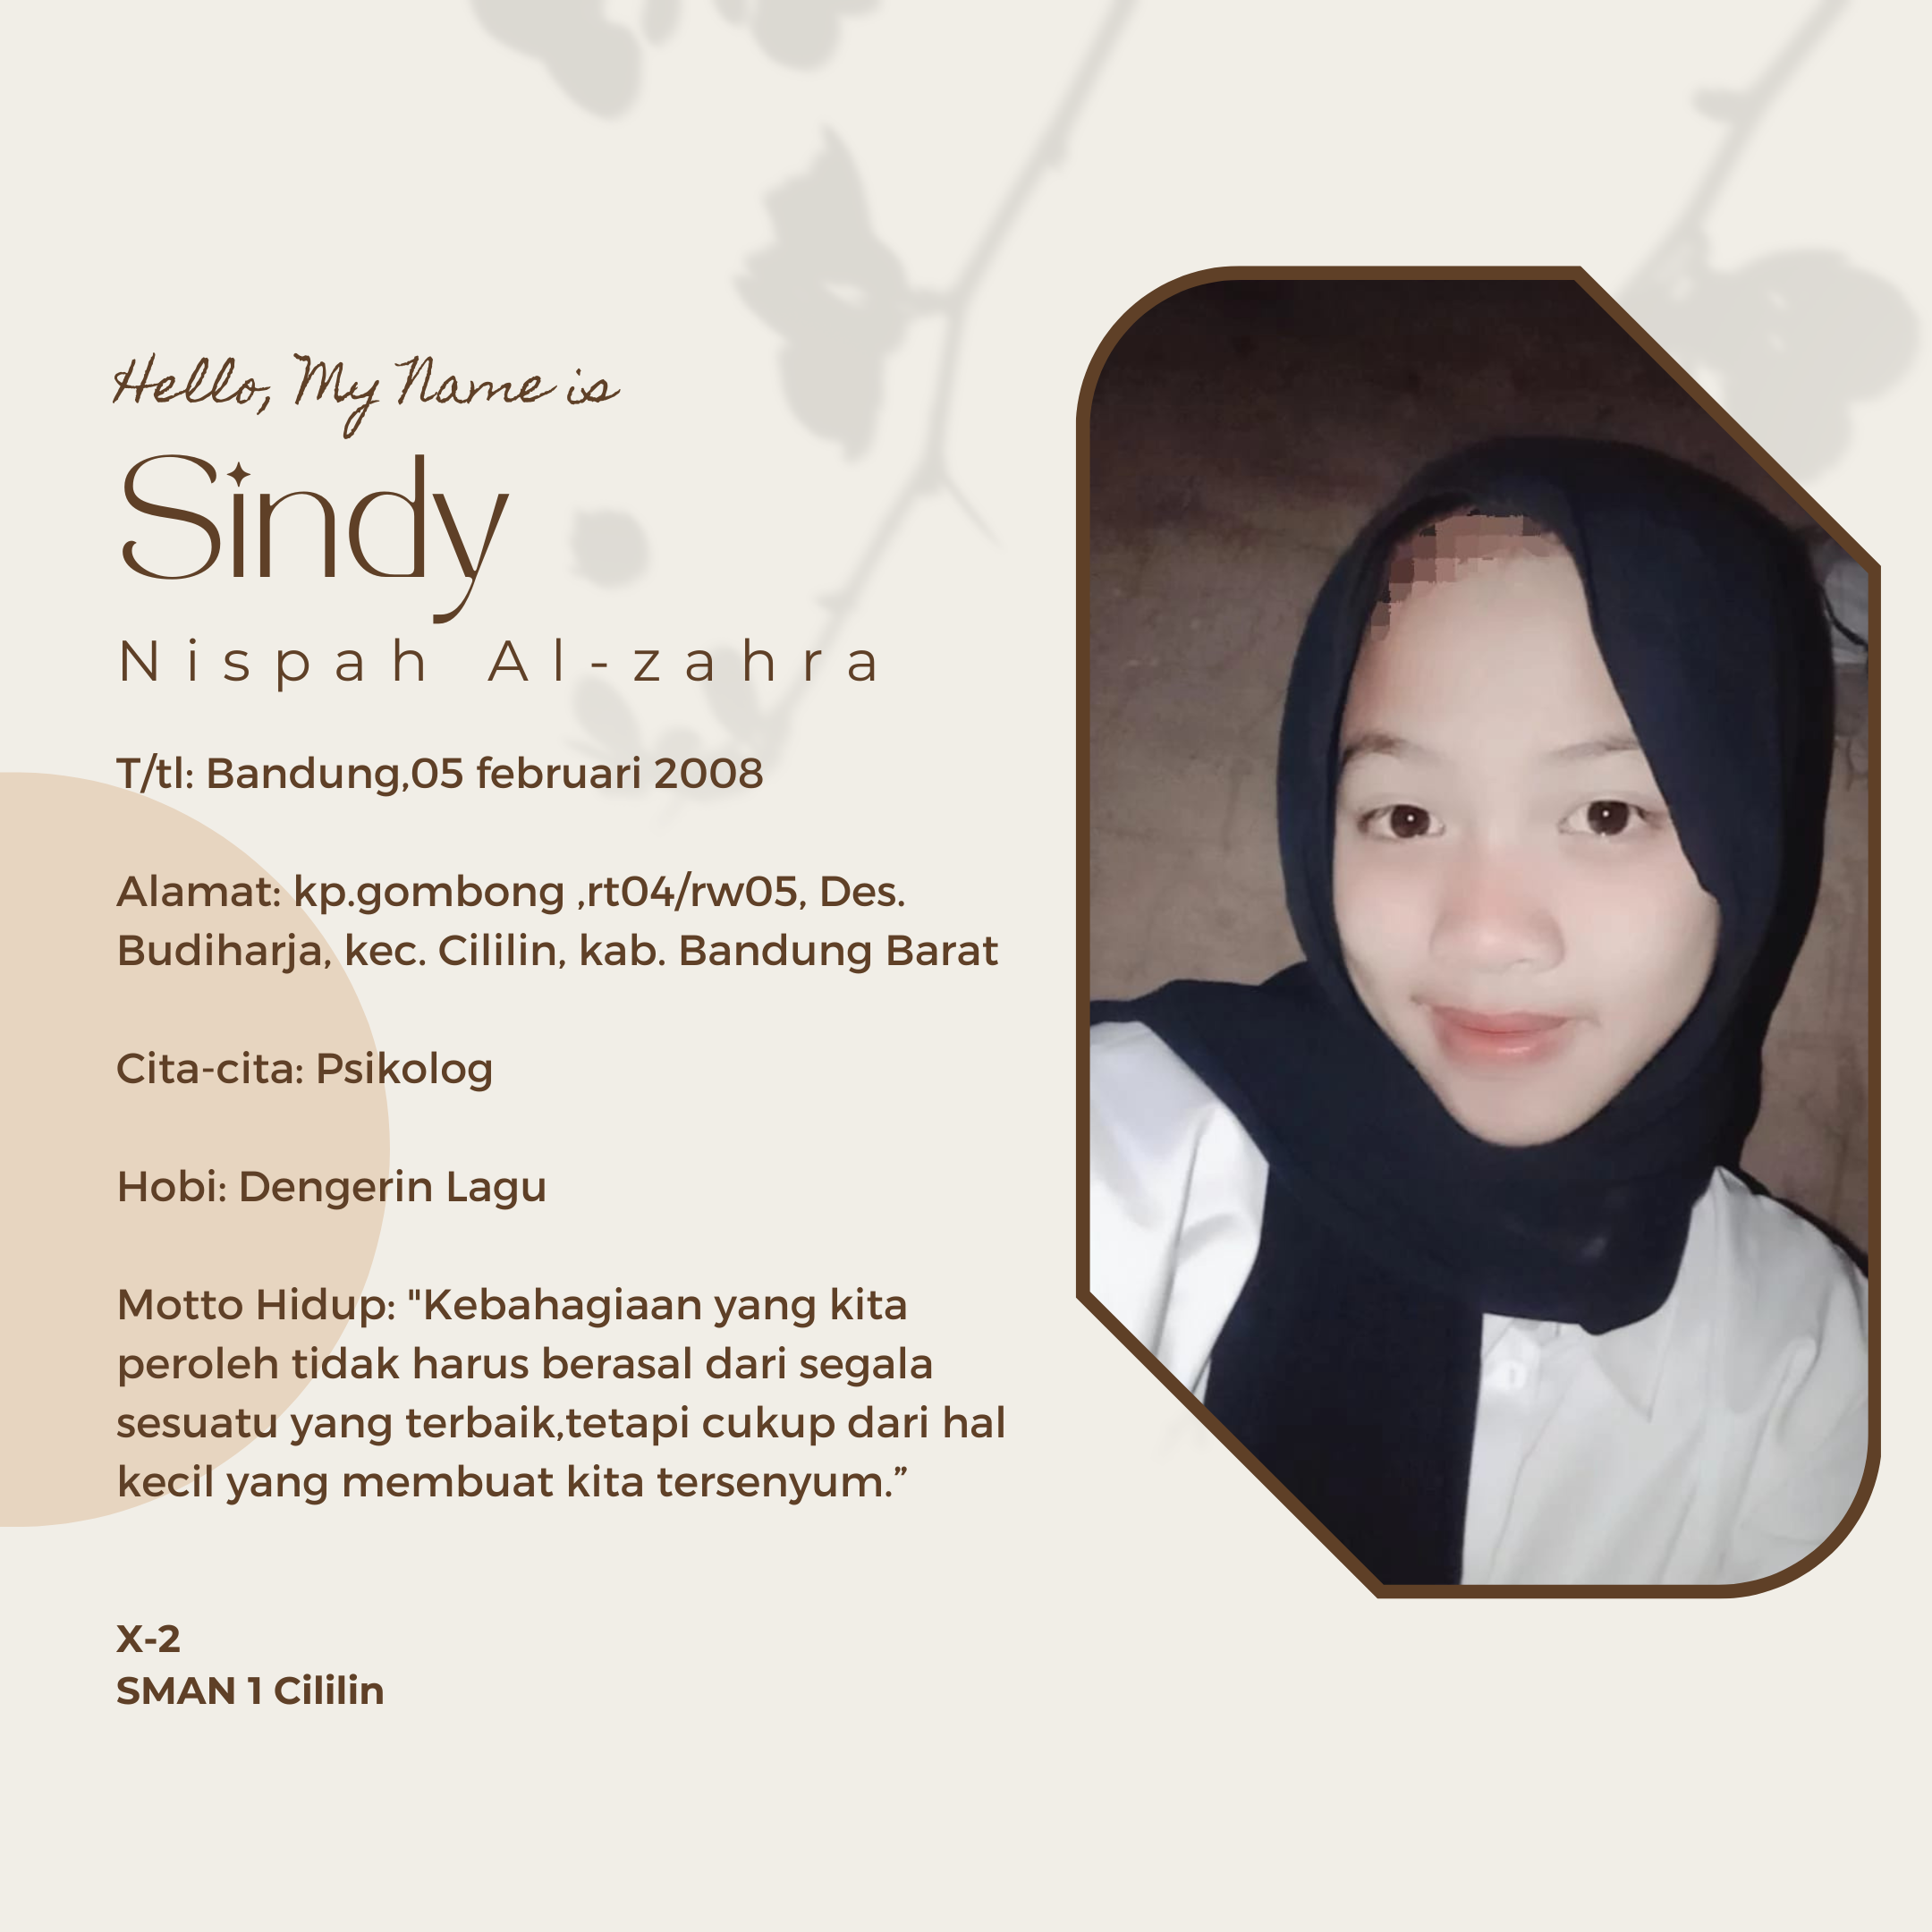 Hello, My Name is
Sindy
Nispah Al-zahra
T/tl: Bandung,05 februari 2008
Alamat: kp.gombong ,rt04/rw05, Des.
Budiharja, kec. Cililin, kab. Bandung Barat
Cita-cita: Psikolog
Hobi: Dengerin Lagu
Motto Hidup: "Kebahagiaan yang kita
peroleh tidak harus berasal dari segala
sesuatu yang terbaik,tetapi cukup dari hal
kecil yang membuat kita tersenyum.”
X-2
SMAN 1 Cililin